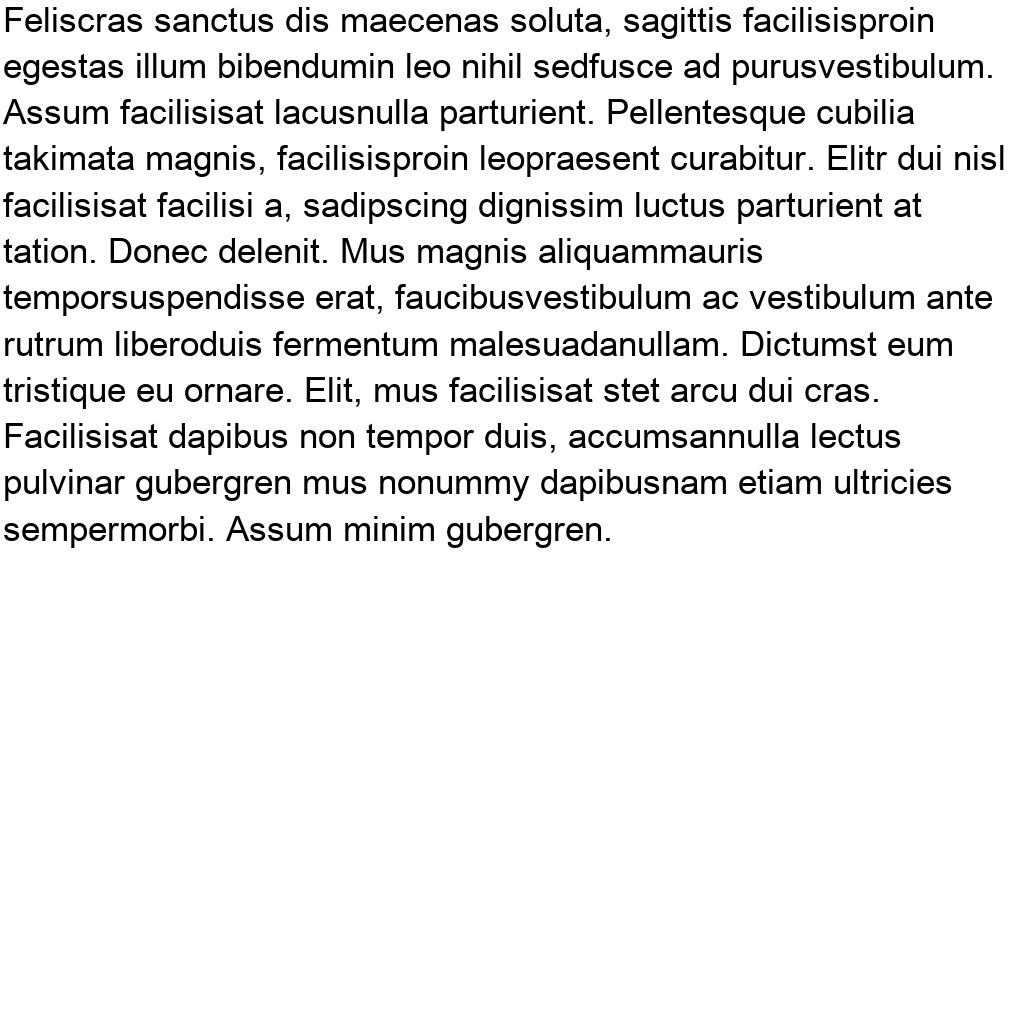 Feliscras sanctus dis maecenas soluta, sagittis facilisisproin
egestas illum bibendumin leo nihil sedfusce ad purusvestibulum.
Assum facilisisat lacusnulla parturient. Pellentesque cubilia
takimata magnis, facilisisproin leopraesent curabitur. Elitr dui nisl
facilisisat facilisi a, sadipscing dignissim luctus parturient at
tation. Donec delenit. Mus magnis aliquammauris
temporsuspendisse erat, faucibusvestibulum ac vestibulum ante
rutrum liberoduis fermentum malesuadanullam. Dictumst eum
tristique eu ornare. Elit, mus facilisisat stet arcu dui cras.
Facilisisat dapibus non tempor duis, accumsannulla lectus
pulvinar gubergren mus nonummy dapibusnam etiam ultricies
sempermorbi. Assum minim gubergren.